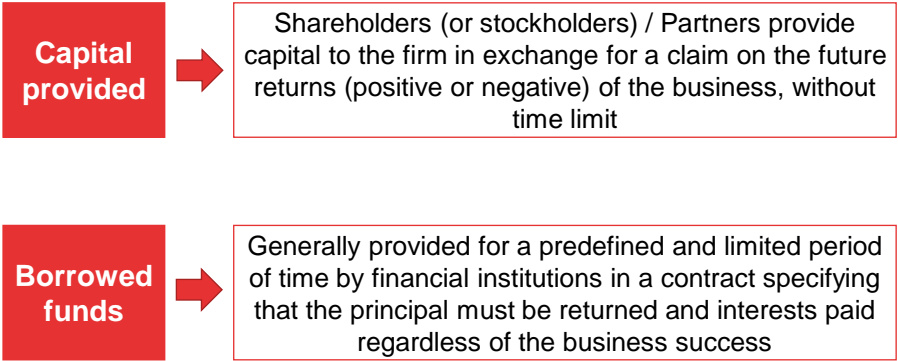 Capital
provided
Shareholders (or stockholders) / Partners provide
capital to the firm in exchange for a claim on the future
returns (positive or negative) of the business, without
time limit
Borrowed
funds
Generally provided for a predefined and limited period
of time by financial institutions in a contract specifying
that the principal must be returned and interests paid
regardless of the business success